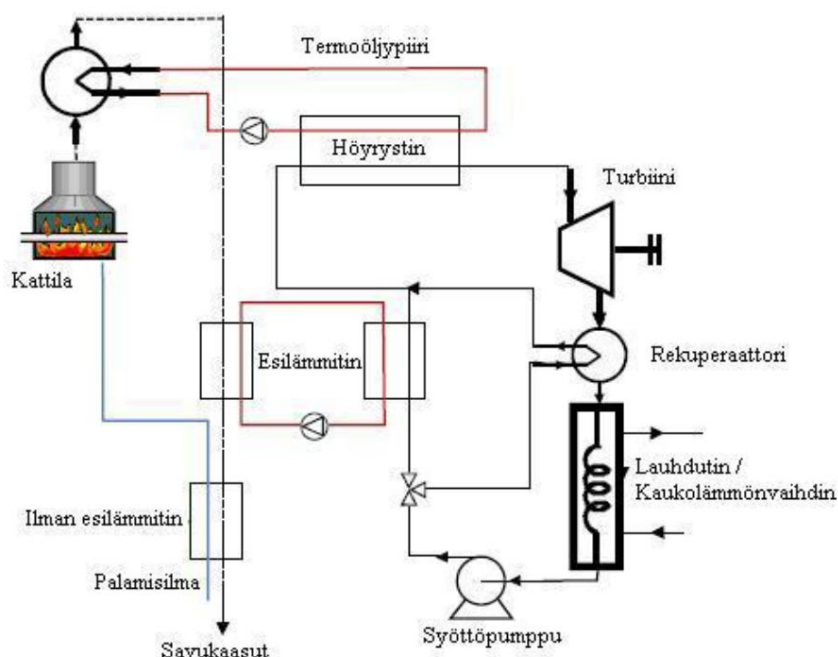 Termoöljypiiri
Höyrystin
Turbiini
Kattila
Esilämmitin
Rekuperaattori
Lauhdutin /
Kaukolämmönvaihdin
Ilman esilämmitin
Palamisilma
Syöttöpumppu
Savukaasut